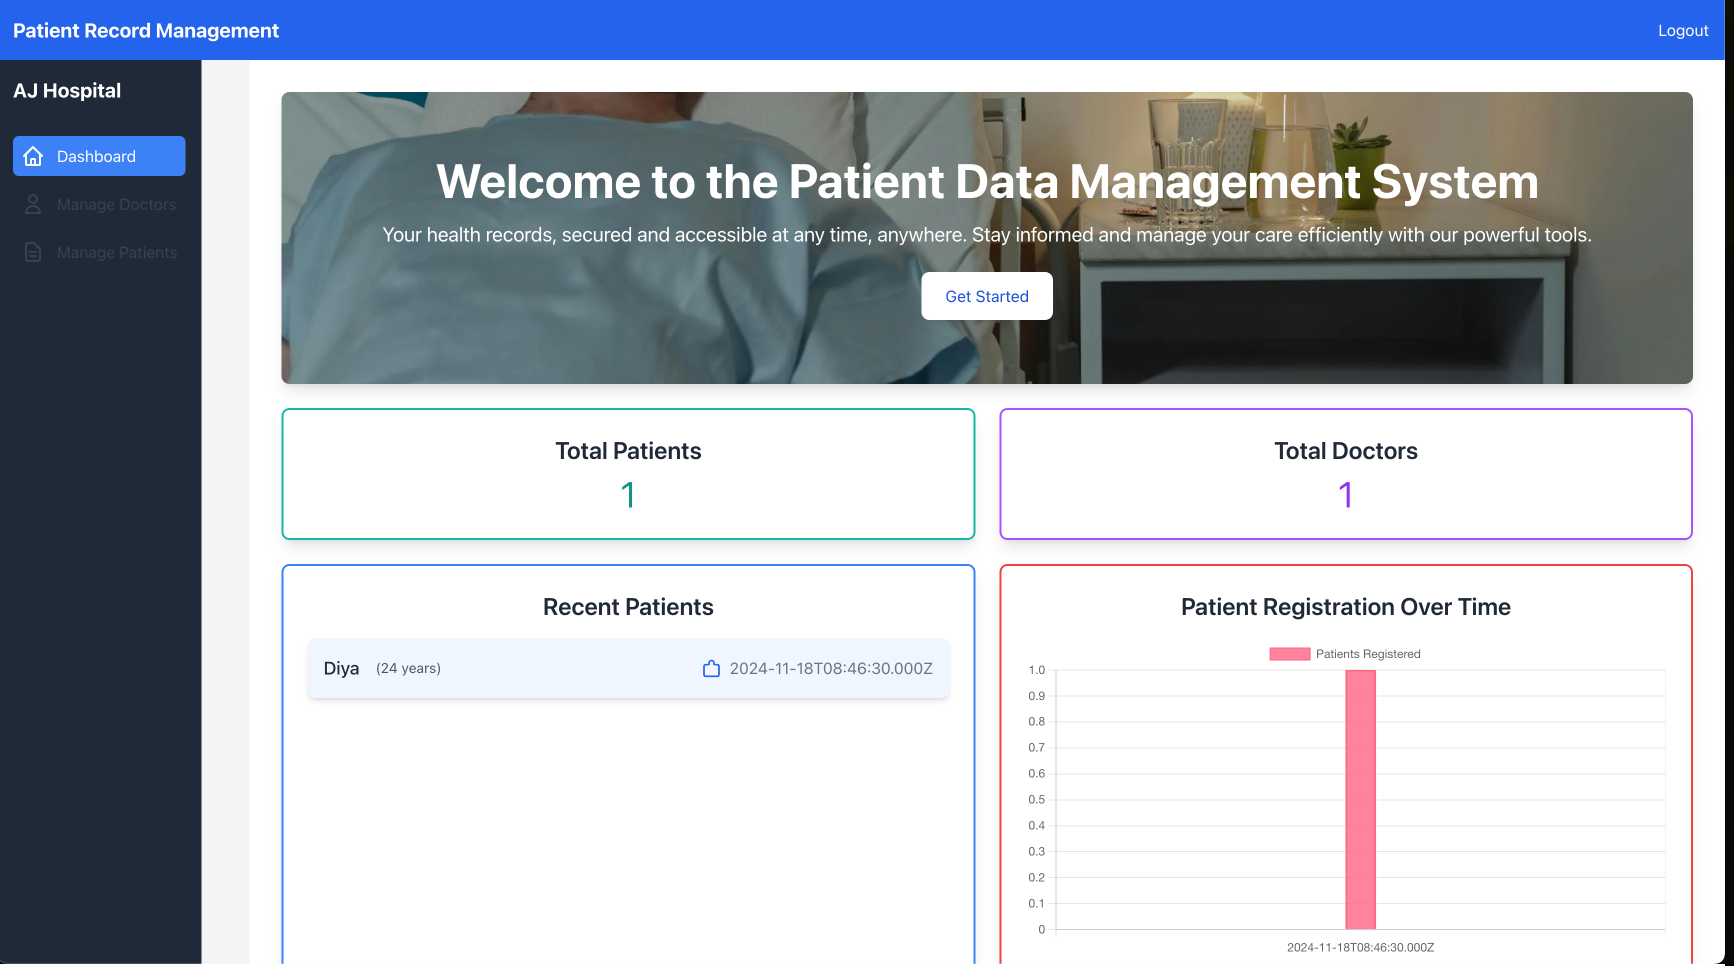 Patient Record Management
Logout
AJ Hospital
Dashboard
Manage Doctors
Manage Patients
Welcome to the Patient Data Management System
Your health records, secured and accessible at any time, anywhere. Stay informed and manage your care efficiently with our powerful tools.
Get Started
Total Patients
1
Total Doctors
1
Recent Patients
Diya (24 years) 2024-11-18T08:46:30.000Z
Patient Registration Over Time
Patients Registered
1.0
0.9
0.8
0.7
0.6
0.5
0.4
0.3
0.2
0.1
0
2024-11-18T08:46:30.000Z